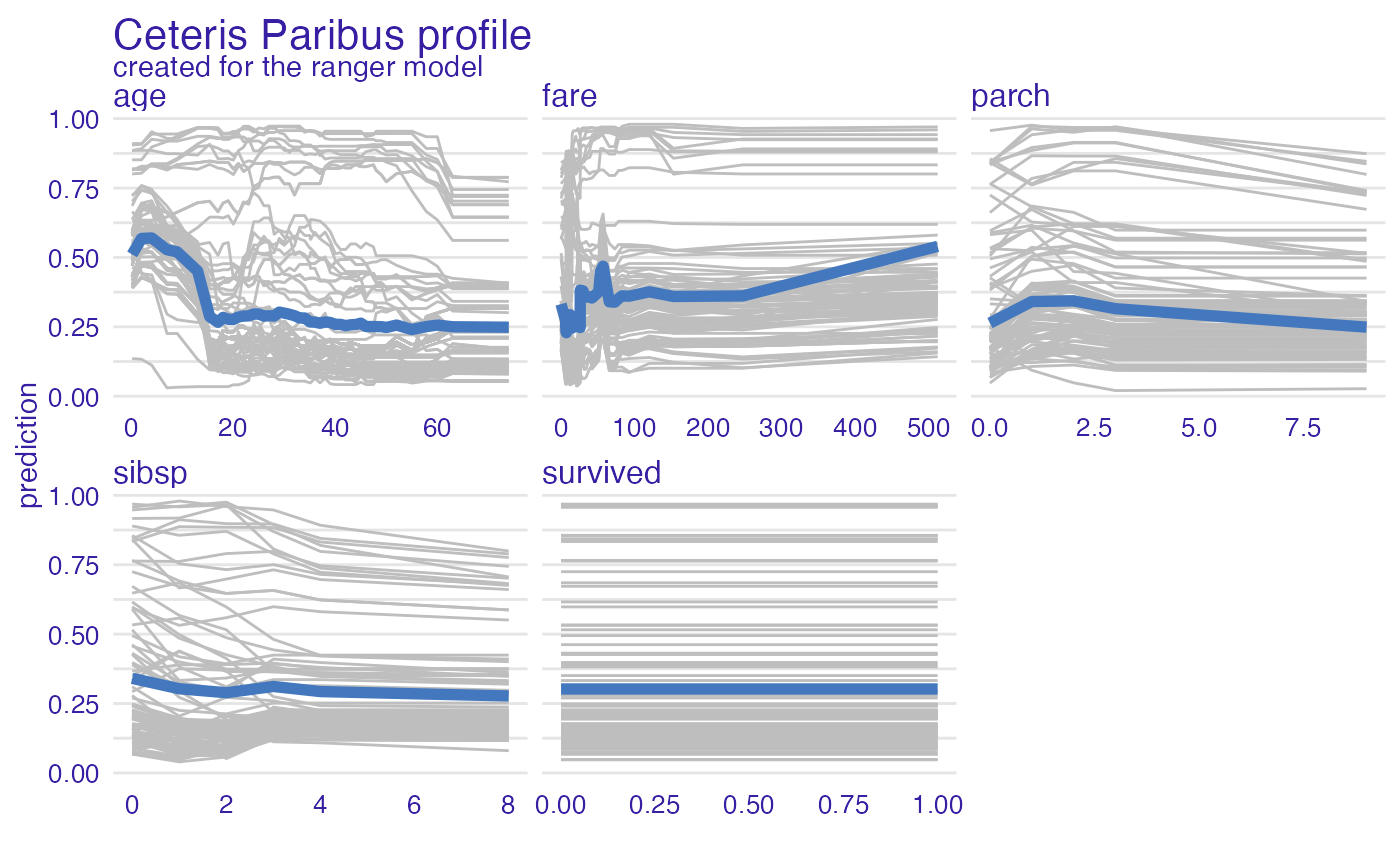 Ceteris Paribus profile
created for the ranger model
age
fare
parch
1.00
0.75
0.50
0.25
0.00
0 20 40 60
0 100 200 300 400 500
0.0 2.5 5.0 7.5
prediction
sibsp
survived
1.00
0.75
0.50
0.25
0.00
0 2 4 6 8
0.00 0.25 0.50 0.75 1.00